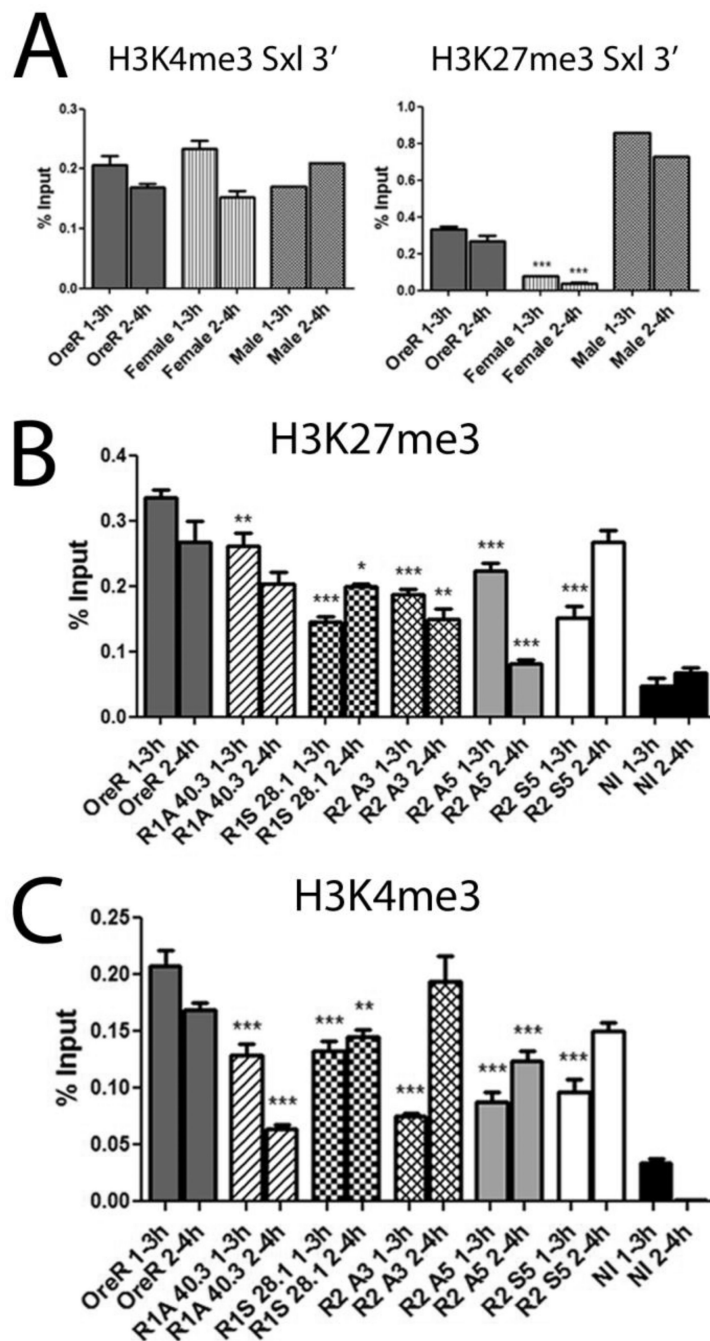 A
H3K4me3 Sxl 3′
H3K27me3 Sxl 3′
% Input
0.3
0.2
0.1
0.0
OreR 1-3h
OreR 2-4h
Female 1-3h
Female 2-4h
Male 1-3h
Male 2-4h
% Input
1.0
0.8
0.6
0.4
0.2
0.0
***
***
OreR 1-3h
OreR 2-4h
Female 1-3h
Female 2-4h
Male 1-3h
Male 2-4h
B
H3K27me3
% Input
0.4
0.3
0.2
0.1
0.0
**
***
*
***
**
***
***
***
OreR 1-3h
OreR 2-4h
R1A 40.3 1-3h
R1A 40.3 2-4h
R1S 28.1 1-3h
R1S 28.1 2-4h
R2 A3 1-3h
R2 A3 2-4h
R2 A5 1-3h
R2 A5 2-4h
R2 S5 1-3h
R2 S5 2-4h
NI 1-3h
NI 2-4h
C
H3K4me3
% Input
0.25
0.20
0.15
0.10
0.05
0.00
***
***
***
**
***
***
***
***
OreR 1-3h
OreR 2-4h
R1A 40.3 1-3h
R1A 40.3 2-4h
R1S 28.1 1-3h
R1S 28.1 2-4h
R2 A3 1-3h
R2 A3 2-4h
R2 A5 1-3h
R2 A5 2-4h
R2 S5 1-3h
R2 S5 2-4h
NI 1-3h
NI 2-4h